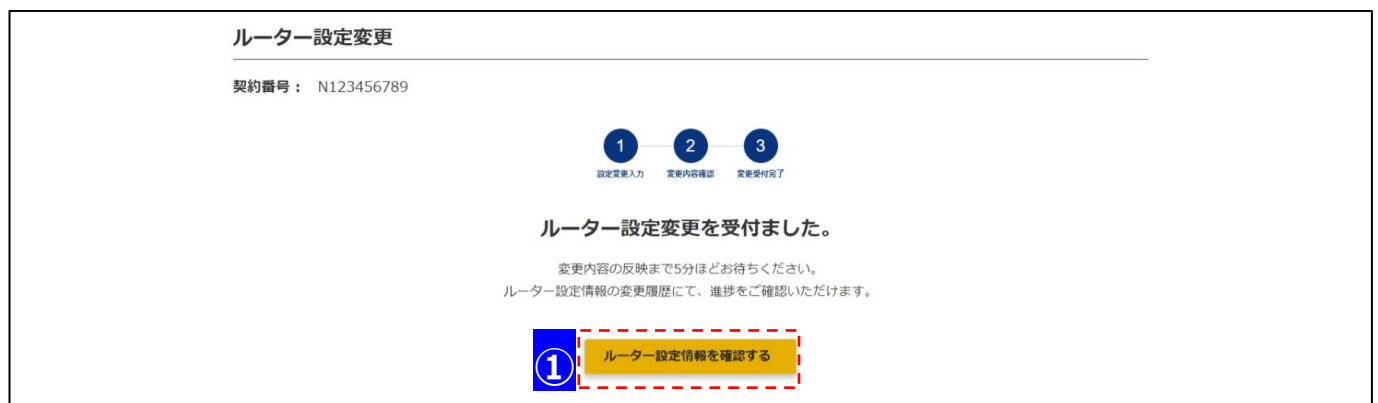 ルーター設定変更
契約番号： N123456789
1 2 3
設定変更入力 変更内容確認 変更受付完了
ルーター設定変更を受付ました。
変更内容の反映まで5分ほどお待ちください。
ルーター設定情報の変更履歴にて、進捗をご確認いただけます。
① ルーター設定情報を確認する